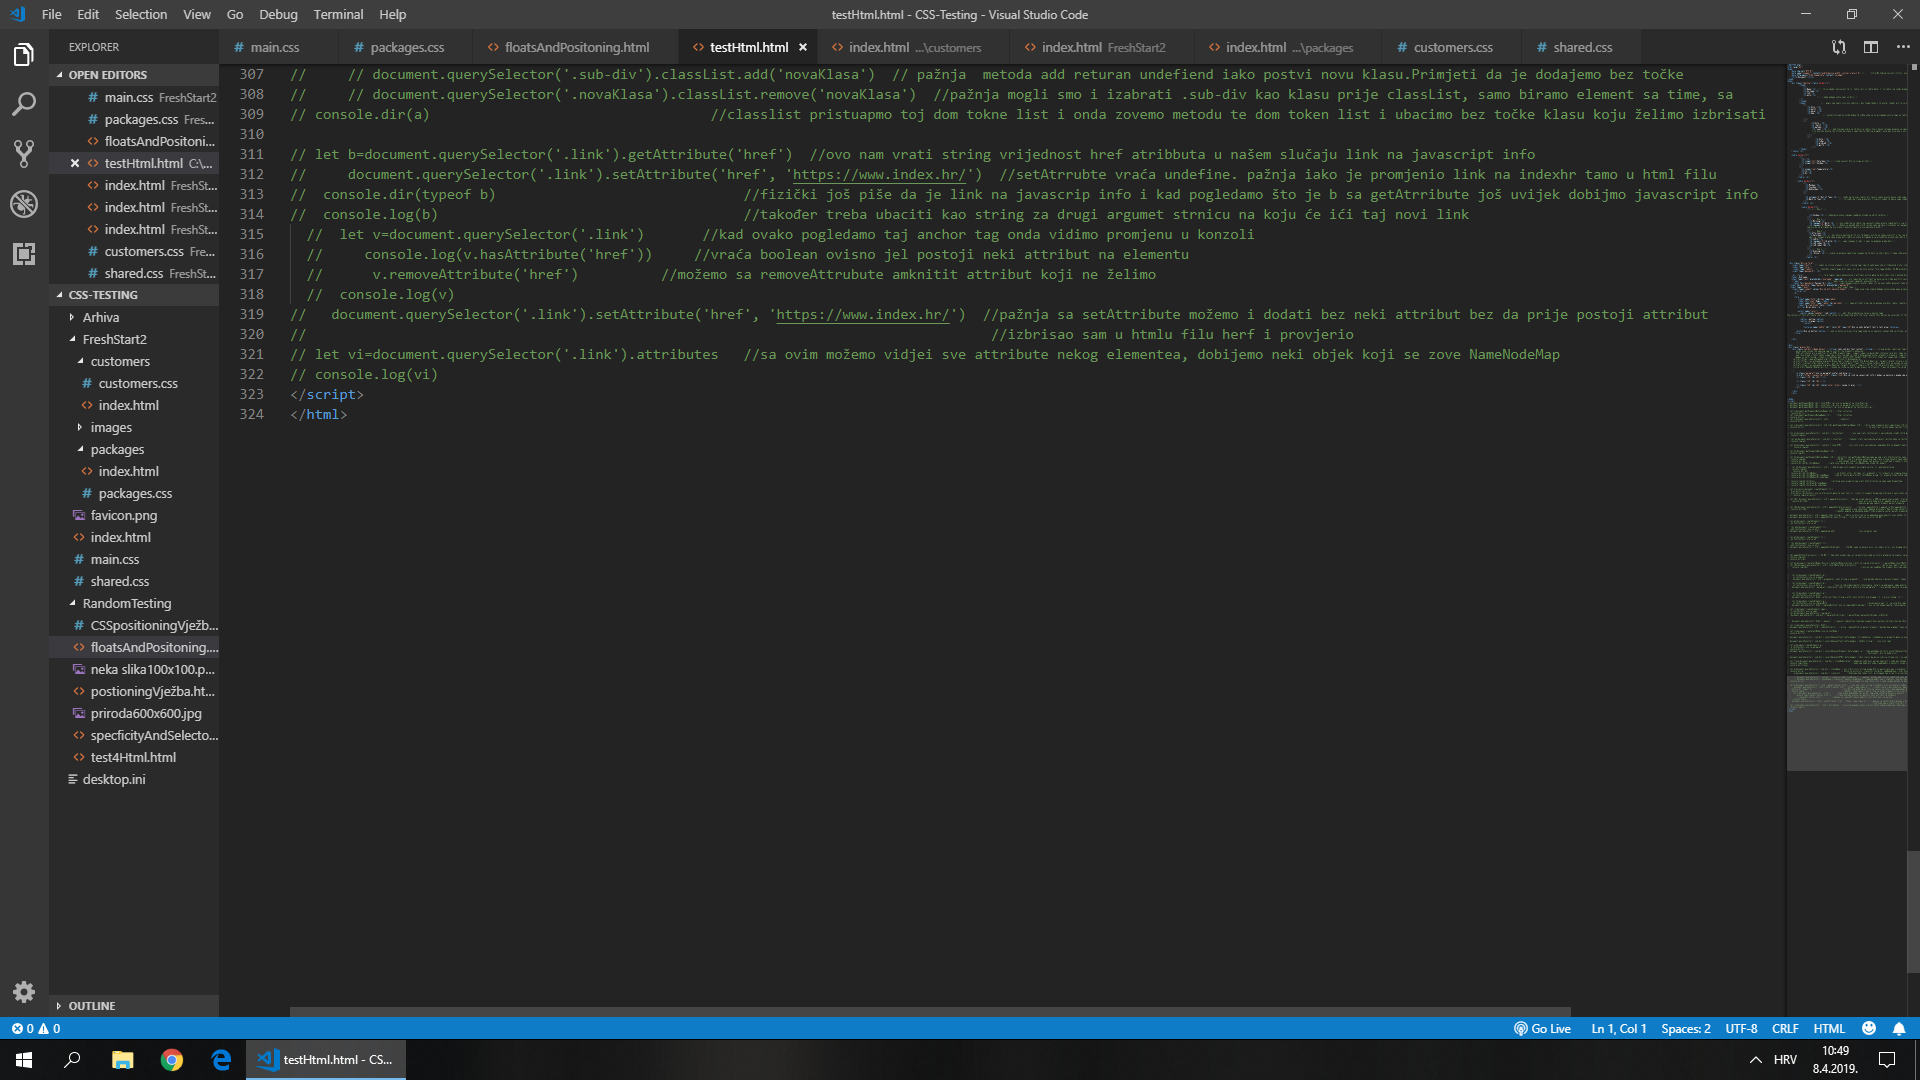 File Edit Selection View Go Debug Terminal Help
testHtml.html - CSS-Testing - Visual Studio Code
EXPLORER
main.css
packages.css
floatsAndPositoning.html
testHtml.html
index.html ...\customers
index.html FreshStart2
index.html ...\packages
customers.css
shared.css
OPEN EDITORS
main.css FreshStart2
packages.css Fres...
floatsAndPositoni...
testHtml.html C:\...
index.html FreshSt...
index.html FreshSt...
index.html FreshSt...
customers.css Fre...
shared.css FreshSt...
CSS-TESTING
Arhiva
FreshStart2
customers
customers.css
index.html
images
packages
index.html
packages.css
favicon.png
index.html
main.css
shared.css
RandomTesting
CSSpositioningVježb...
floatsAndPositoning....
neka slika100x100.p...
postioningVježba.ht...
priroda600x600.jpg
specficityAndSelecto...
test4Html.html
desktop.ini
OUTLINE
307 //     // document.querySelector('.sub-div').classList.add('novaKlasa')  // pažnja  metoda add returan undefiend iako postvi novu klasu.Primjeti da je dodajemo bez točke
308 //     // document.querySelector('.novaKlasa').classList.remove('novaKlasa')  //pažnja mogli smo i izabrati .sub-div kao klasu prije classList, samo biramo element sa time, sa
309 // console.dir(a)                                  //classlist pristuapmo toj dom tokne list i onda zovemo metodu te dom token list i ubacimo bez točke klasu koju želimo izbrisati
310
311 // let b=document.querySelector('.link').getAttribute('href')  //ovo nam vrati string vrijednost href atribbuta u našem slučaju link na javascript info
312 //     document.querySelector('.link').setAttribute('href', 'https://www.index.hr/')  //setAtrrubte vraća undefine. pažnja iako je promjenio link na indexhr tamo u html filu
313 //  console.dir(typeof b)                              //fizički još piše da je link na javascrip info i kad pogledamo što je b sa getAtrribute još uvijek dobijmo javascript info
314 //  console.log(b)                                     //također treba ubaciti kao string za drugi argumet strnicu na koju će ići taj novi link
315   //  let v=document.querySelector('.link')       //kad ovako pogledamo taj anchor tag onda vidimo promjenu u konzoli
316   //     console.log(v.hasAttribute('href'))     //vraća boolean ovisno jel postoji neki attribut na elementu
317   //      v.removeAttribute('href')          //možemo sa removeAttrubute amknitit attribut koji ne želimo
318   //  console.log(v)
319 //   document.querySelector('.link').setAttribute('href', 'https://www.index.hr/')  //pažnja sa setAttribute možemo i dodati bez neki attribut bez da prije postoji attribut
320 //                                                                                   //izbrisao sam u htmlu filu herf i provjerio
321 // let vi=document.querySelector('.link').attributes   //sa ovim možemo vidjei sve attribute nekog elementea, dobijemo neki objek koji se zove NameNodeMap
322 // console.log(vi)
323 </script>
324 </html>
0 0
Go Live
Ln 1, Col 1
Spaces: 2
UTF-8
CRLF
HTML
testHtml.html - CS...
HRV
10:49
8.4.2019.